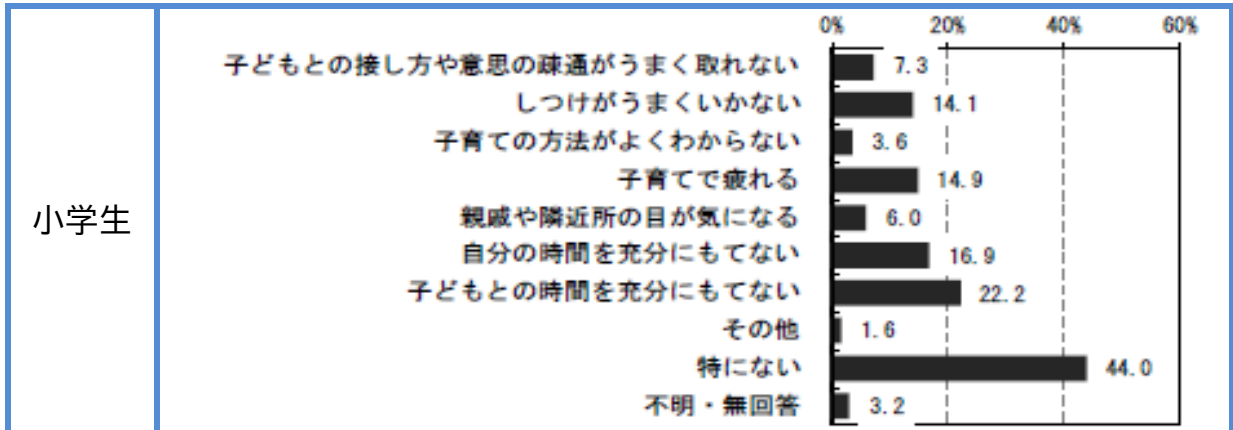 0% 20% 40% 60%
小学生
子どもとの接し方や意思の疎通がうまく取れない 7.3
しつけがうまくいかない 14.1
子育ての方法がよくわからない 3.6
子育てで疲れる 14.9
親戚や隣近所の目が気になる 6.0
自分の時間を充分にもてない 16.9
子どもとの時間を充分にもてない 22.2
その他 1.6
特にない 44.0
不明・無回答 3.2